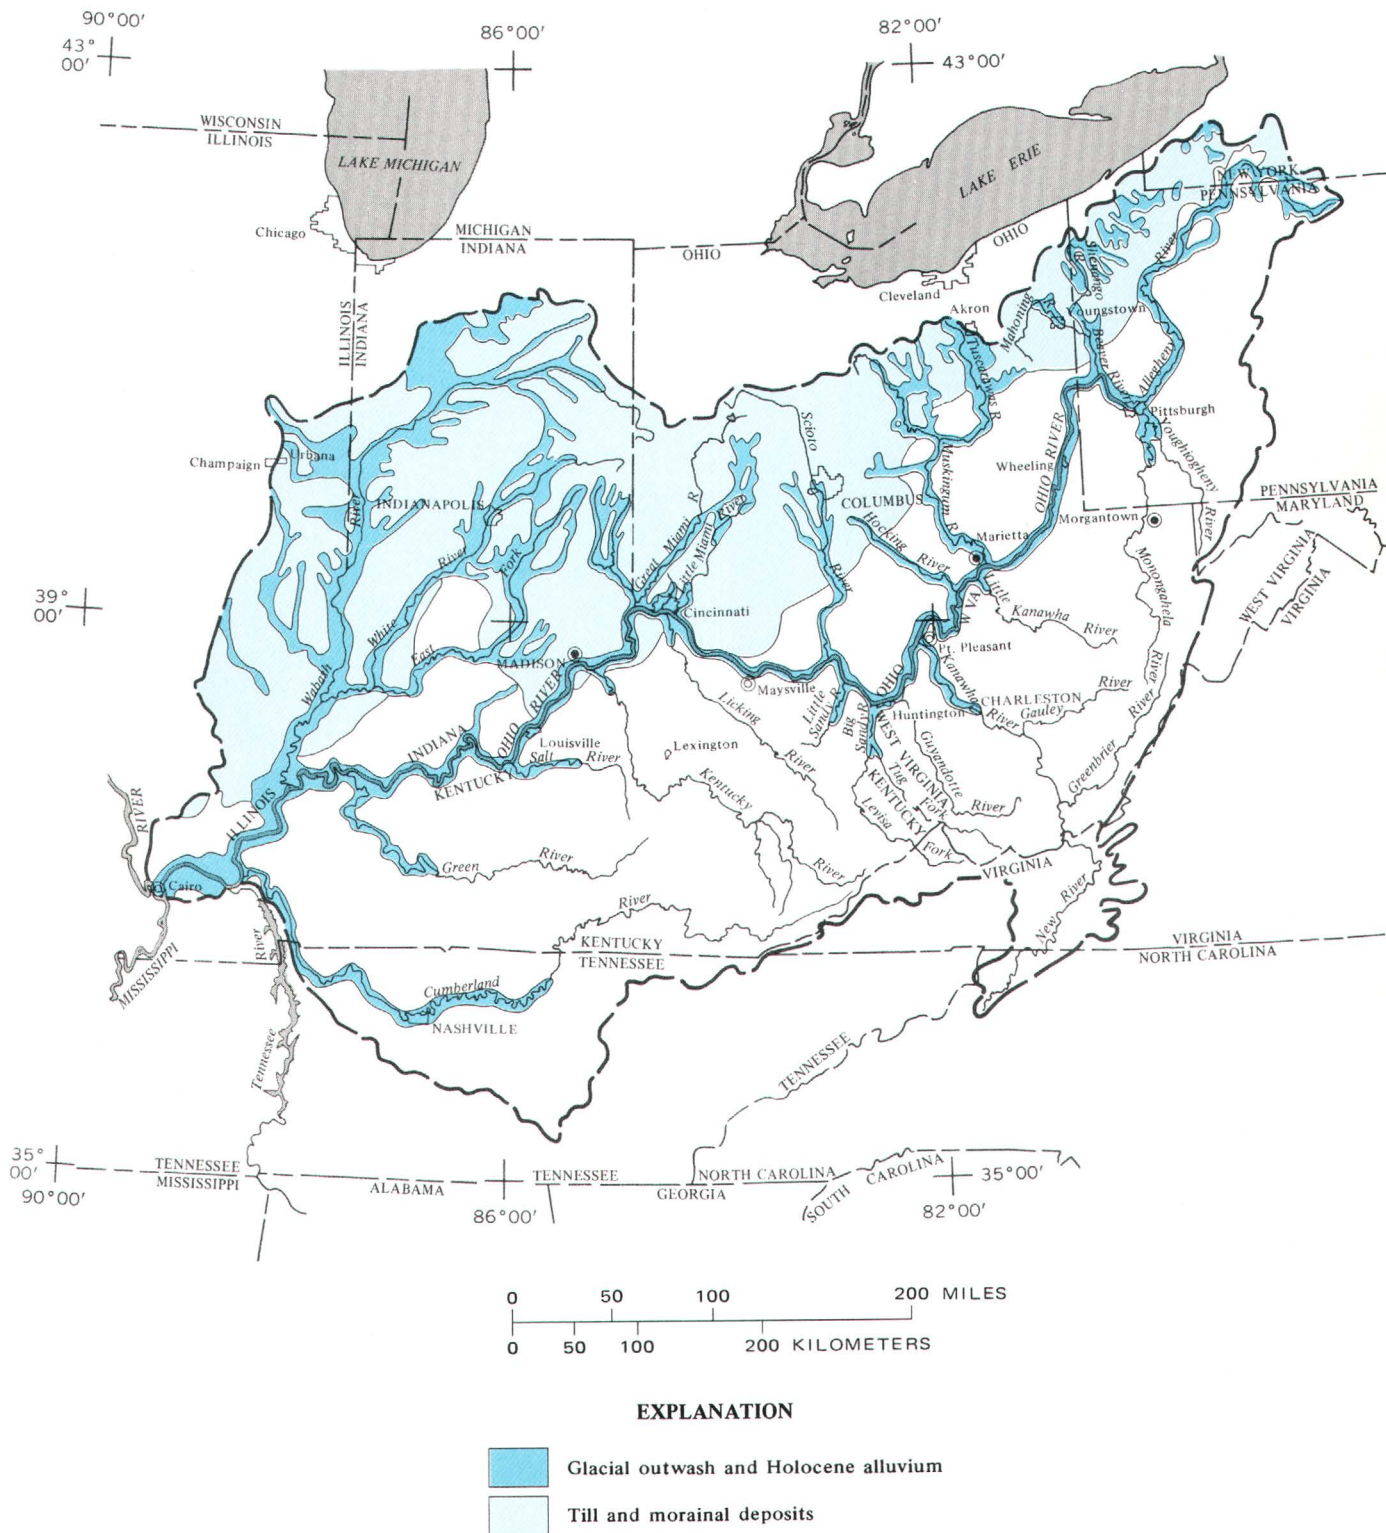 90°00′
86°00′
82°00′
43°
00′
43°00′
WISCONSIN
ILLINOIS
LAKE MICHIGAN
LAKE ERIE
NEW YORK
PENNSYLVANIA
Chicago
MICHIGAN
INDIANA
OHIO
OHIO
Cleveland
Akron
Mahoning
Shenango
River
Youngstown
ILLINOIS
INDIANA
Tuscarawas R
Beaver River
Allegheny
Pittsburgh
Scioto
Youghiogheny
River
Champaign
Urbana
INDIANAPOLIS
River
COLUMBUS
Muskingum R
Wheeling
OHIO RIVER
PENNSYLVANIA
MARYLAND
Morgantown
Great Miami R
Little Miami River
Hocking River
Marietta
River
Fork
River
White
East
39°
00′
Cincinnati
W VA
Little
Kanawha
River
Monongahela
River
WEST VIRGINIA
VIRGINIA
MADISON
Pt. Pleasant
Wabash
Maysville
OHIO
Kanawha
CHARLESTON
River
Gauley
River
Licking
River
Little
Sandy R
Big
Sandy R
Huntington
WEST VIRGINIA
KENTUCKY
Guyandotte
River
Greenbrier
River
INDIANA
KENTUCKY
OHIO RIVER
Louisville
Salt River
Lexington
Kentucky
River
Tug
Fork
Levisa
Fork
RIVER
ILLINOIS
Green River
VIRGINIA
Cairo
New River
River
River
KENTUCKY
TENNESSEE
VIRGINIA
NORTH CAROLINA
MISSISSIPPI
Cumberland
NASHVILLE
Tennessee
TENNESSEE
35°
00′
TENNESSEE
MISSISSIPPI
ALABAMA
TENNESSEE
GEORGIA
NORTH CAROLINA
SOUTH CAROLINA
35°00′
90°00′
86°00′
82°00′
0 50 100 200 MILES
0 50 100 200 KILOMETERS
EXPLANATION
Glacial outwash and Holocene alluvium
Till and morainal deposits